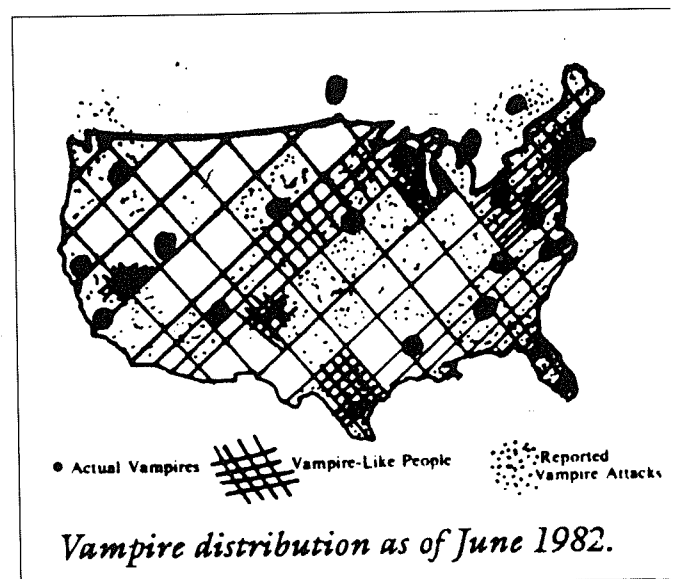 Actual Vampires
Vampire-Like People
Reported
Vampire Attacks
Vampire distribution as of June 1982.